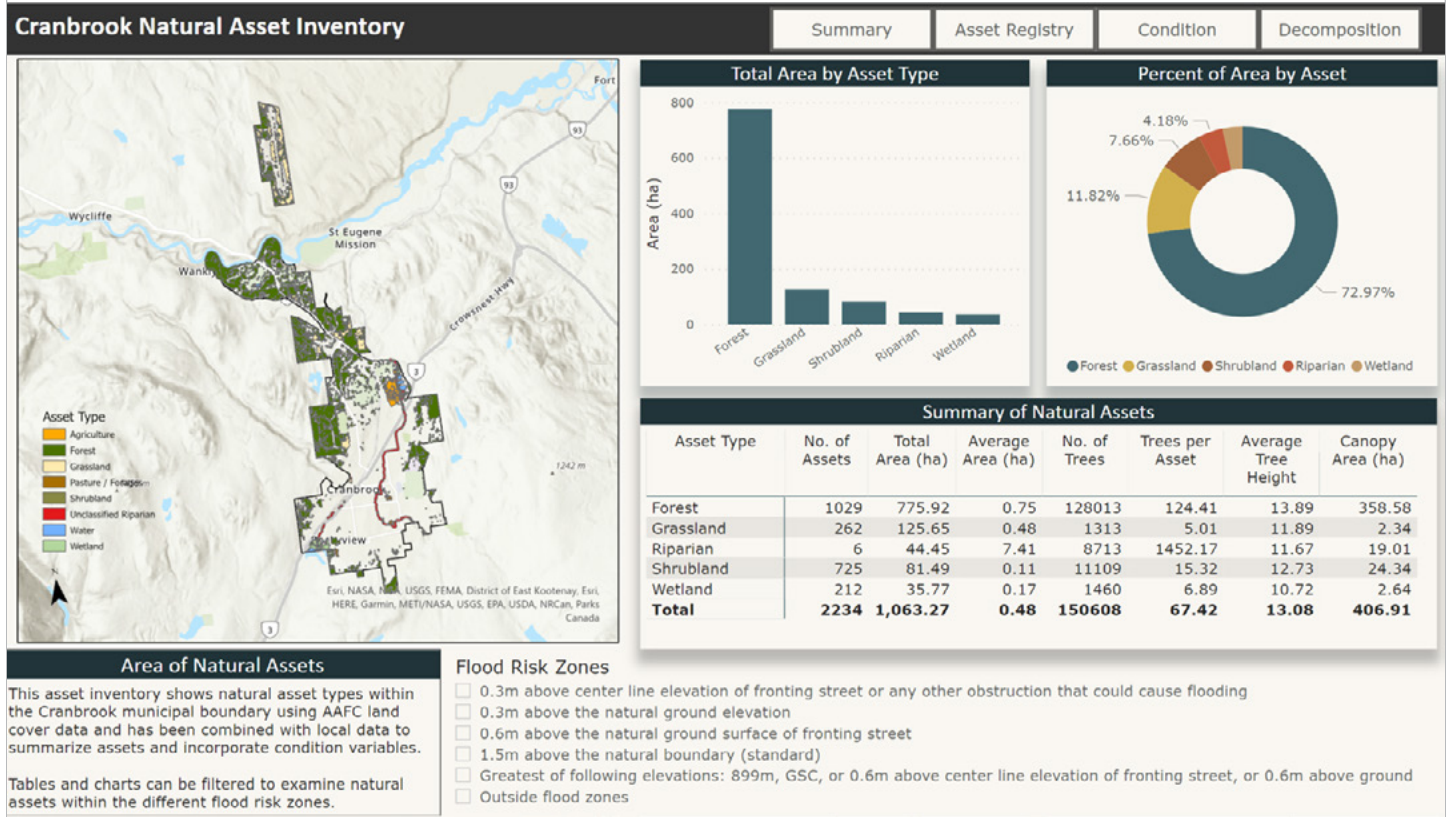 Cranbrook Natural Asset Inventory
Summary
Asset Registry
Condition
Decomposition
Fort
93
93
Wycliffe
St Eugene
Mission
Crowsnest Hwy
3
1242 m
Cranbrook
3
Asset Type
Agriculture
Forest
Grassland
Pasture / Forages
Shrubland
Unclassified Riparian
Water
Wetland
N
Esri, NASA, NGA, USGS, FEMA, District of East Kootenay, Esri,
HERE, Garmin, METI/NASA, USGS, EPA, USDA, NRCan, Parks
Canada
Total Area by Asset Type
Area (ha)
800
600
400
200
0
Forest
Grassland
Shrubland
Riparian
Wetland
Percent of Area by Asset
4.18%
7.66%
11.82%
72.97%
Forest Grassland Shrubland Riparian Wetland
Summary of Natural Assets
Asset Type No. of Assets Total Area (ha) Average Area (ha) No. of Trees Trees per Asset Average Tree Height Canopy Area (ha)
Forest 1029 775.92 0.75 128013 124.41 13.89 358.58
Grassland 262 125.65 0.48 1313 5.01 11.89 2.34
Riparian 6 44.45 7.41 8713 1452.17 11.67 19.01
Shrubland 725 81.49 0.11 11109 15.32 12.73 24.34
Wetland 212 35.77 0.17 1460 6.89 10.72 2.64
Total 2234 1,063.27 0.48 150608 67.42 13.08 406.91
Area of Natural Assets
This asset inventory shows natural asset types within
the Cranbrook municipal boundary using AAFC land
cover data and has been combined with local data to
summarize assets and incorporate condition variables.
Tables and charts can be filtered to examine natural
assets within the different flood risk zones.
Flood Risk Zones
0.3m above center line elevation of fronting street or any other obstruction that could cause flooding
0.3m above the natural ground elevation
0.6m above the natural ground surface of fronting street
1.5m above the natural boundary (standard)
Greatest of following elevations: 899m, GSC, or 0.6m above center line elevation of fronting street, or 0.6m above ground
Outside flood zones